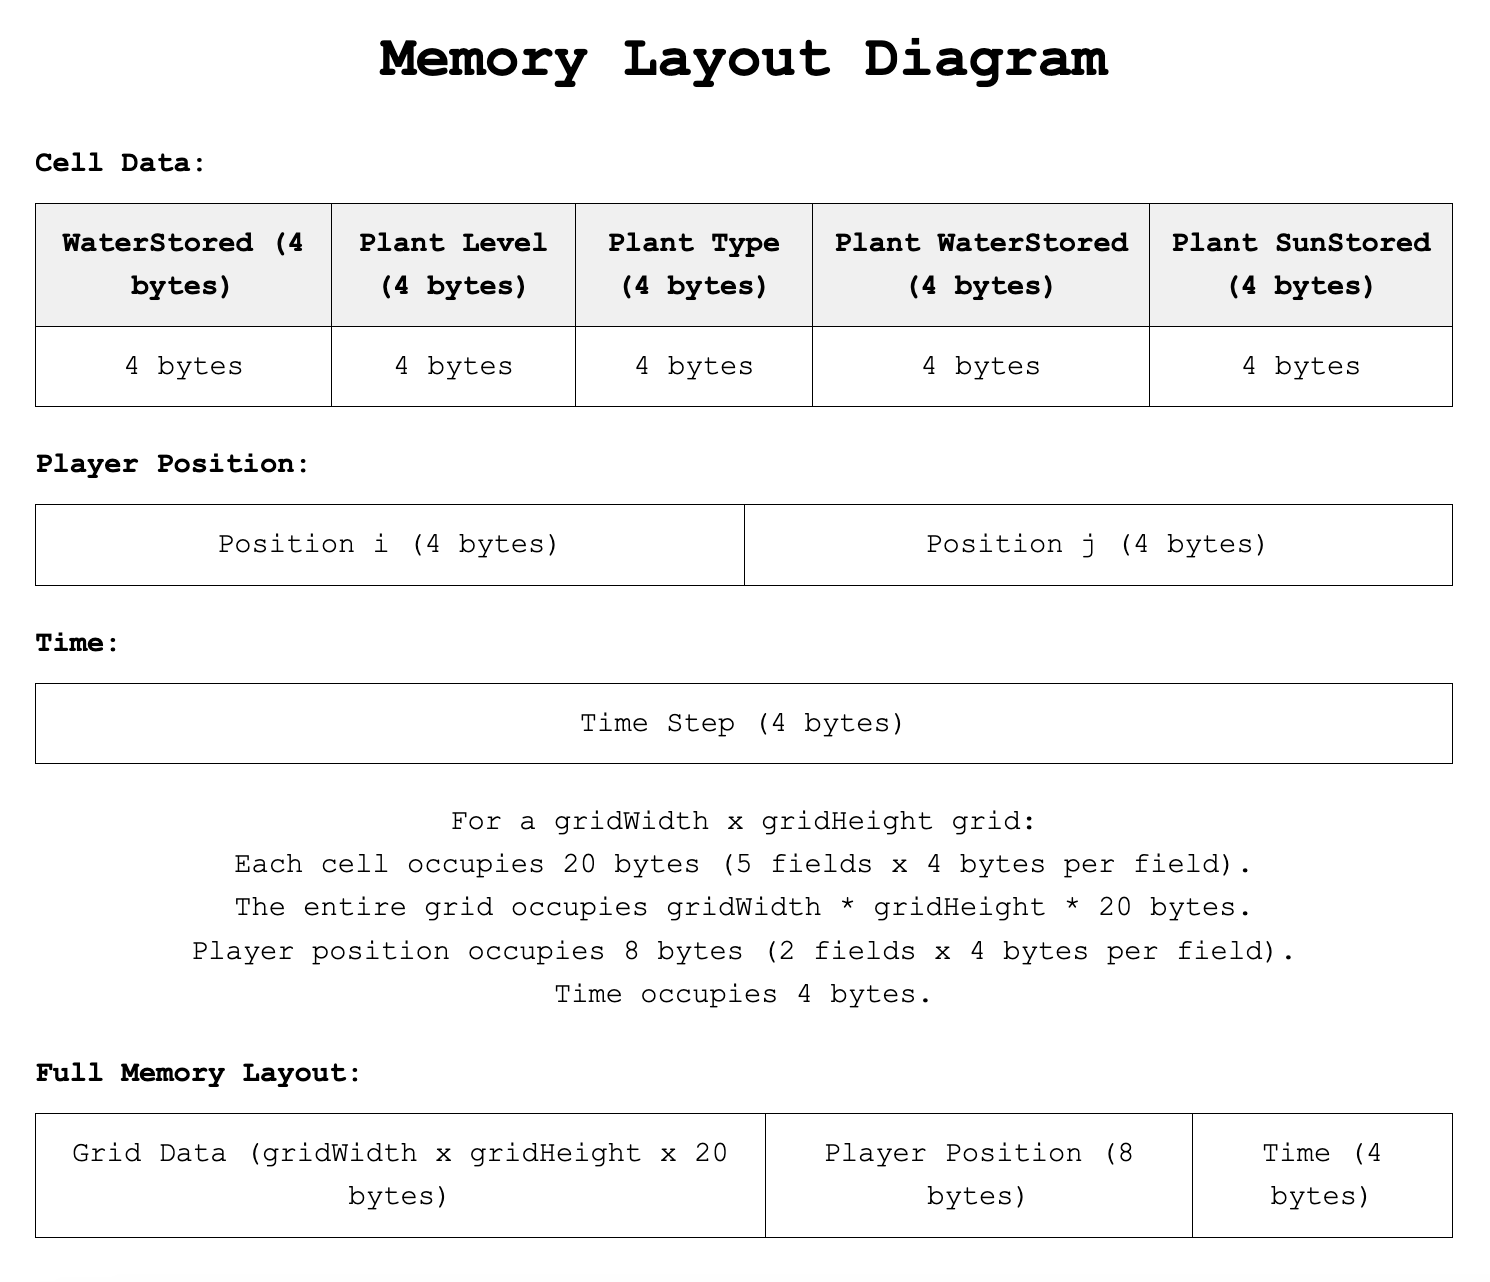 Memory Layout Diagram
Cell Data:
WaterStored (4
bytes)
Plant Level
(4 bytes)
Plant Type
(4 bytes)
Plant WaterStored
(4 bytes)
Plant SunStored
(4 bytes)
4 bytes
4 bytes
4 bytes
4 bytes
4 bytes
Player Position:
Position i (4 bytes)
Position j (4 bytes)
Time:
Time Step (4 bytes)
For a gridWidth x gridHeight grid:
Each cell occupies 20 bytes (5 fields x 4 bytes per field).
The entire grid occupies gridWidth * gridHeight * 20 bytes.
Player position occupies 8 bytes (2 fields x 4 bytes per field).
Time occupies 4 bytes.
Full Memory Layout:
Grid Data (gridWidth x gridHeight x 20
bytes)
Player Position (8
bytes)
Time (4
bytes)